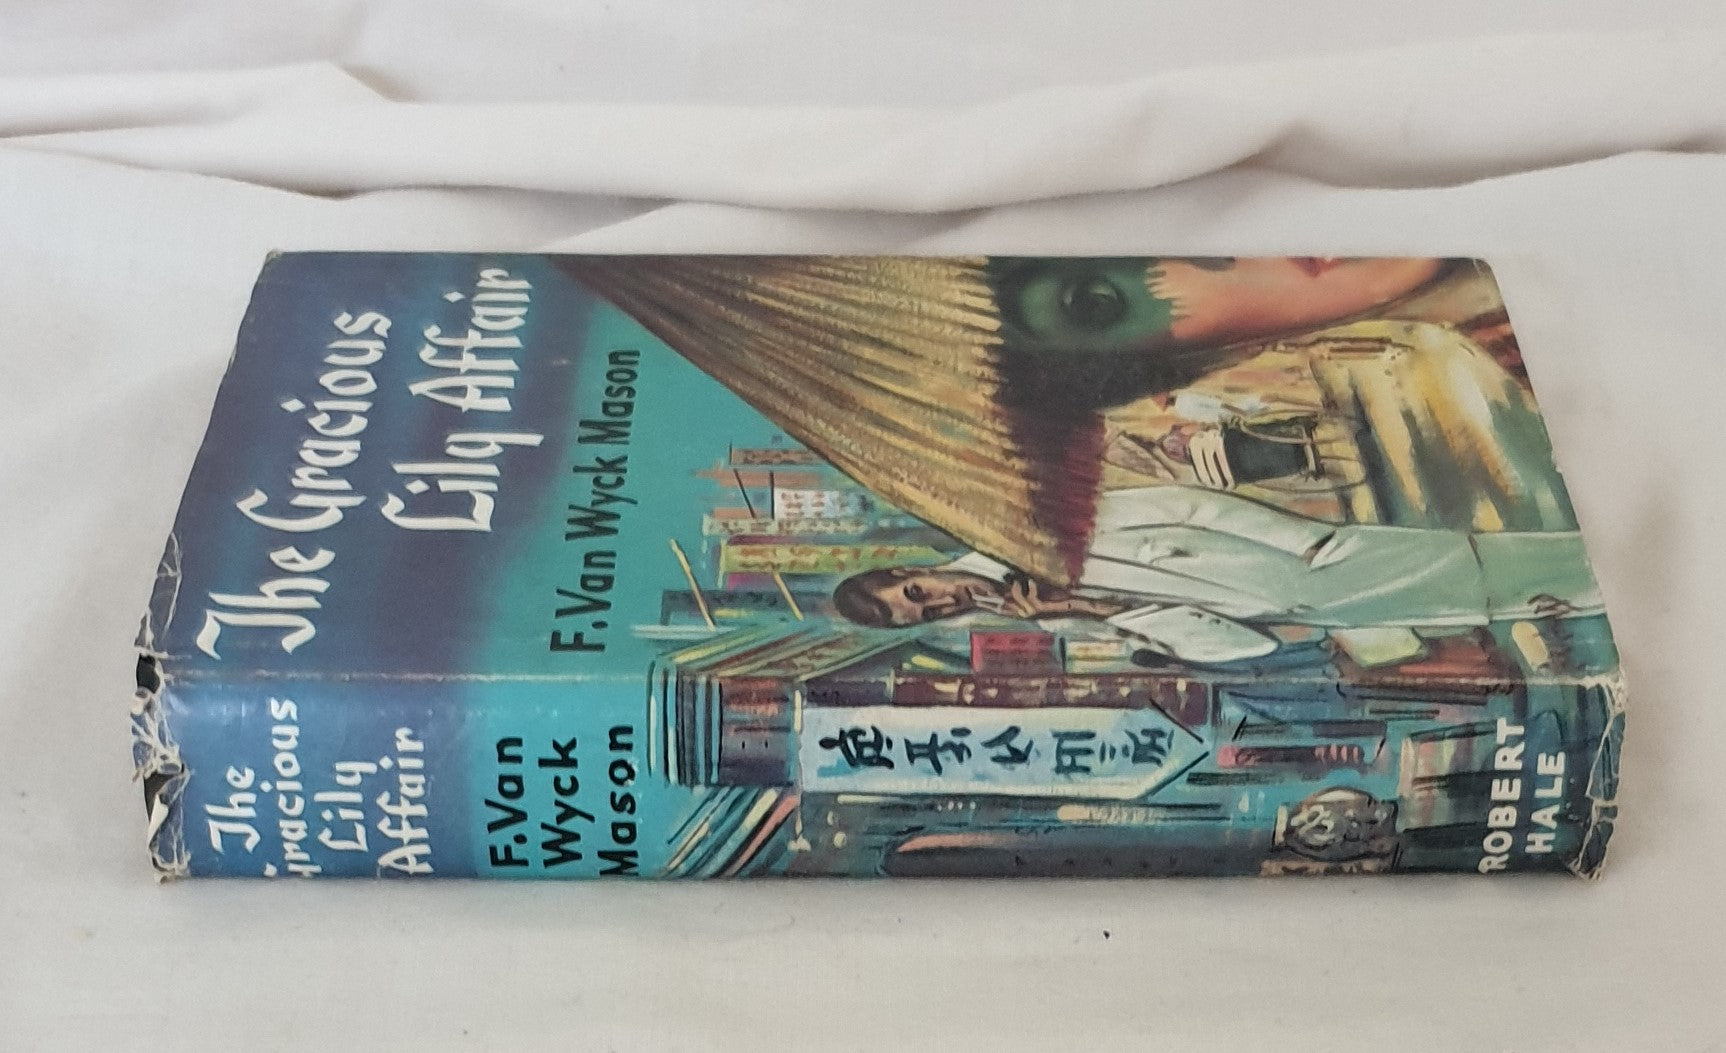 The Gracious
Lily Affair
F. Van Wyck Mason
The
Gracious
Lily
Affair
F. Van
Wyck
Mason
ROBERT
HALE